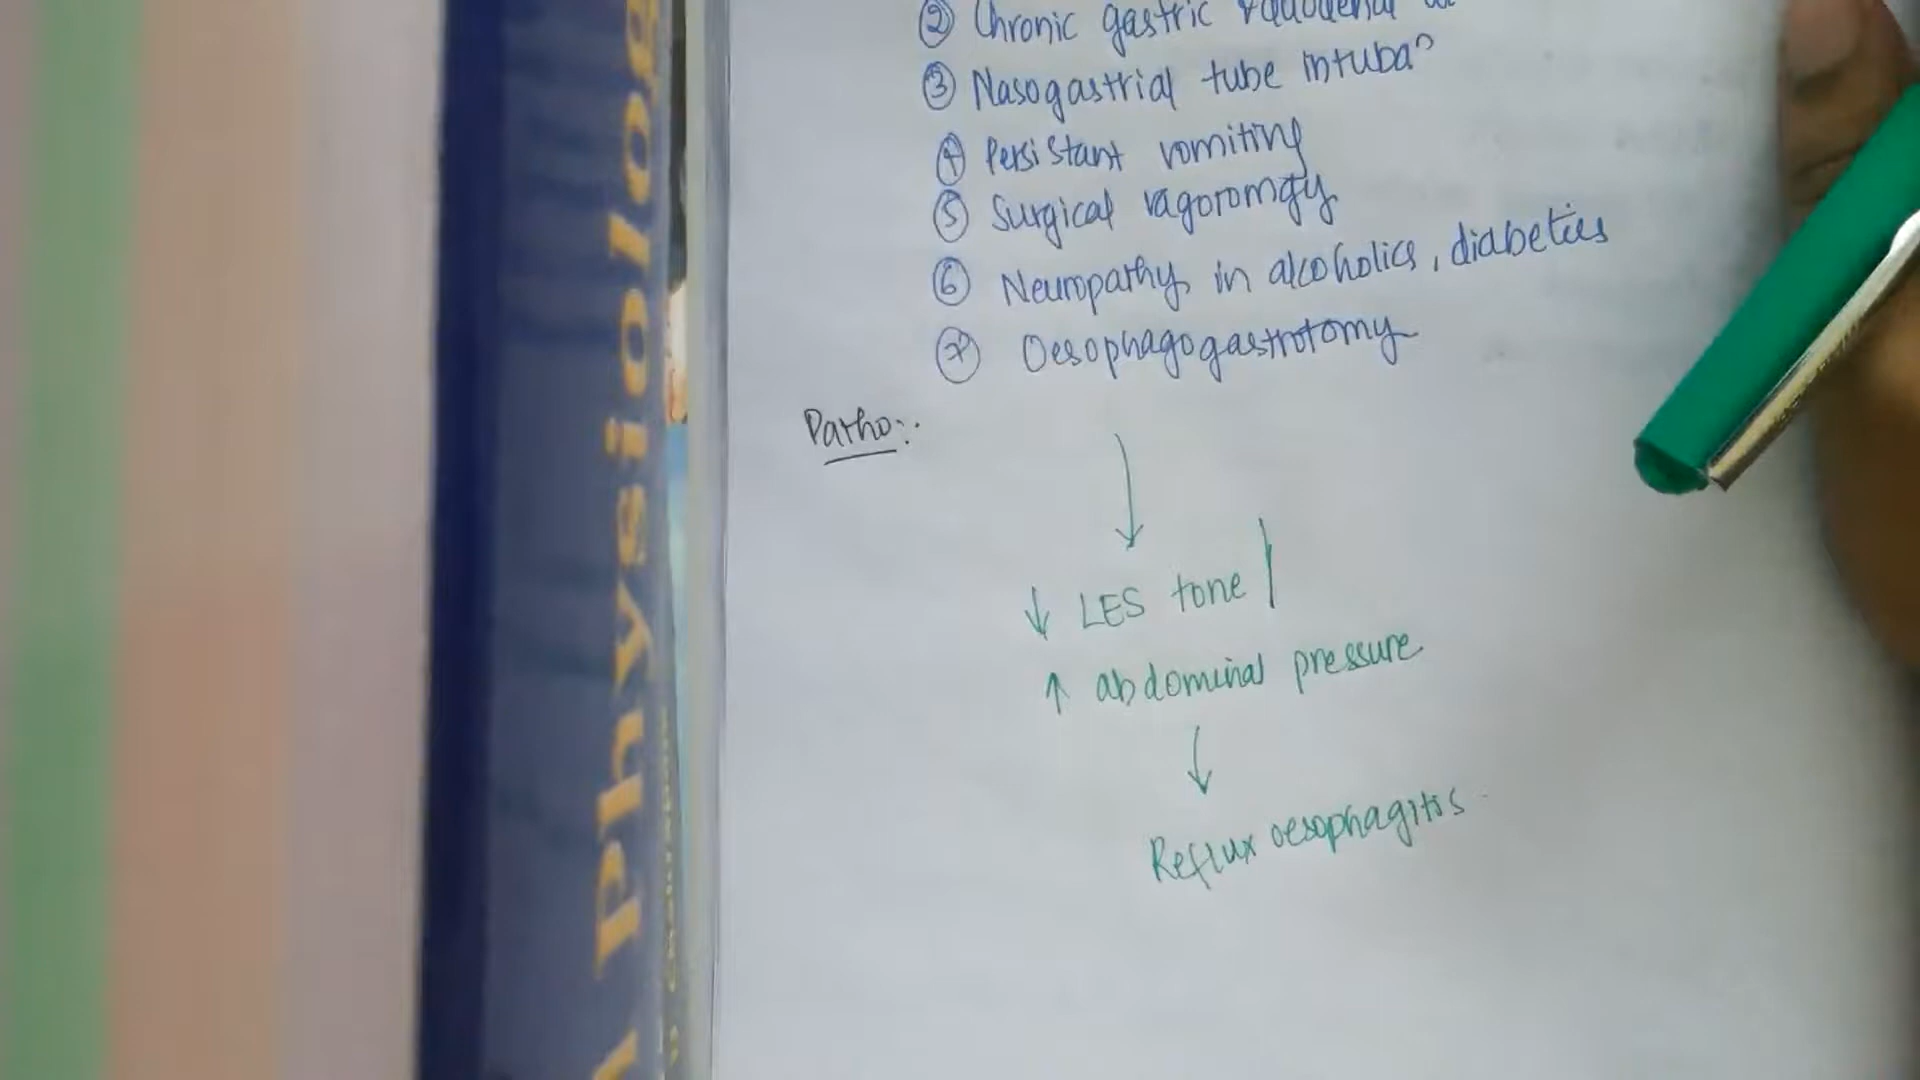 ② Chronic gastric
③ Nasogastrial tube intuba^n
④ Persistant vomiting
⑤ Surgical vagoromgy
⑥ Neuropathy in alcoholics, diabeties
⑦ Oesophagogastrotomy
Patho:-
↓
↓ LES tone |
↑ abdominal pressure
↓
Reflux oesophagitis
A Physiolog